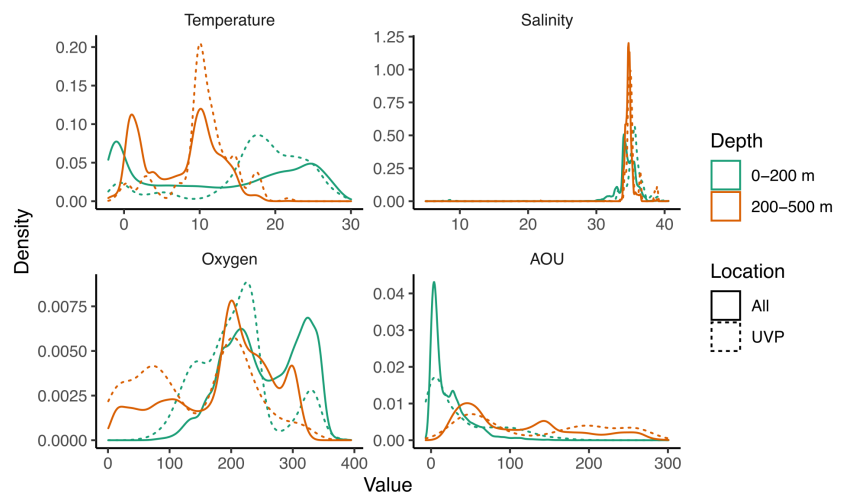 Temperature
Salinity
0.20
0.15
0.10
0.05
0.00
0 10 20 30
1.25
1.00
0.75
0.50
0.25
0.00
10 20 30 40
Oxygen
AOU
0.0075
0.0050
0.0025
0.0000
0 100 200 300 400
0.04
0.03
0.02
0.01
0.00
0 100 200 300
Density
Value
Depth
0–200 m
200–500 m
Location
All
UVP